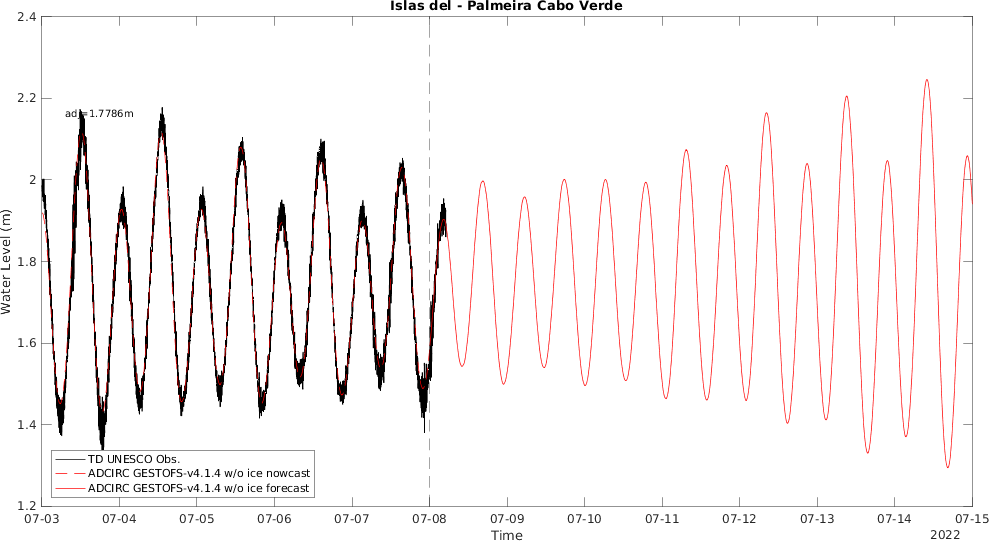 Islas del - Palmeira Cabo Verde
2.4
2.2
2
1.8
1.6
1.4
1.2
Water Level (m)
adj=1.7786m
TD UNESCO Obs.
ADCIRC GESTOFS-v4.1.4 w/o ice nowcast
ADCIRC GESTOFS-v4.1.4 w/o ice forecast
07-03 07-04 07-05 07-06 07-07 07-08 07-09 07-10 07-11 07-12 07-13 07-14 07-15
Time
2022